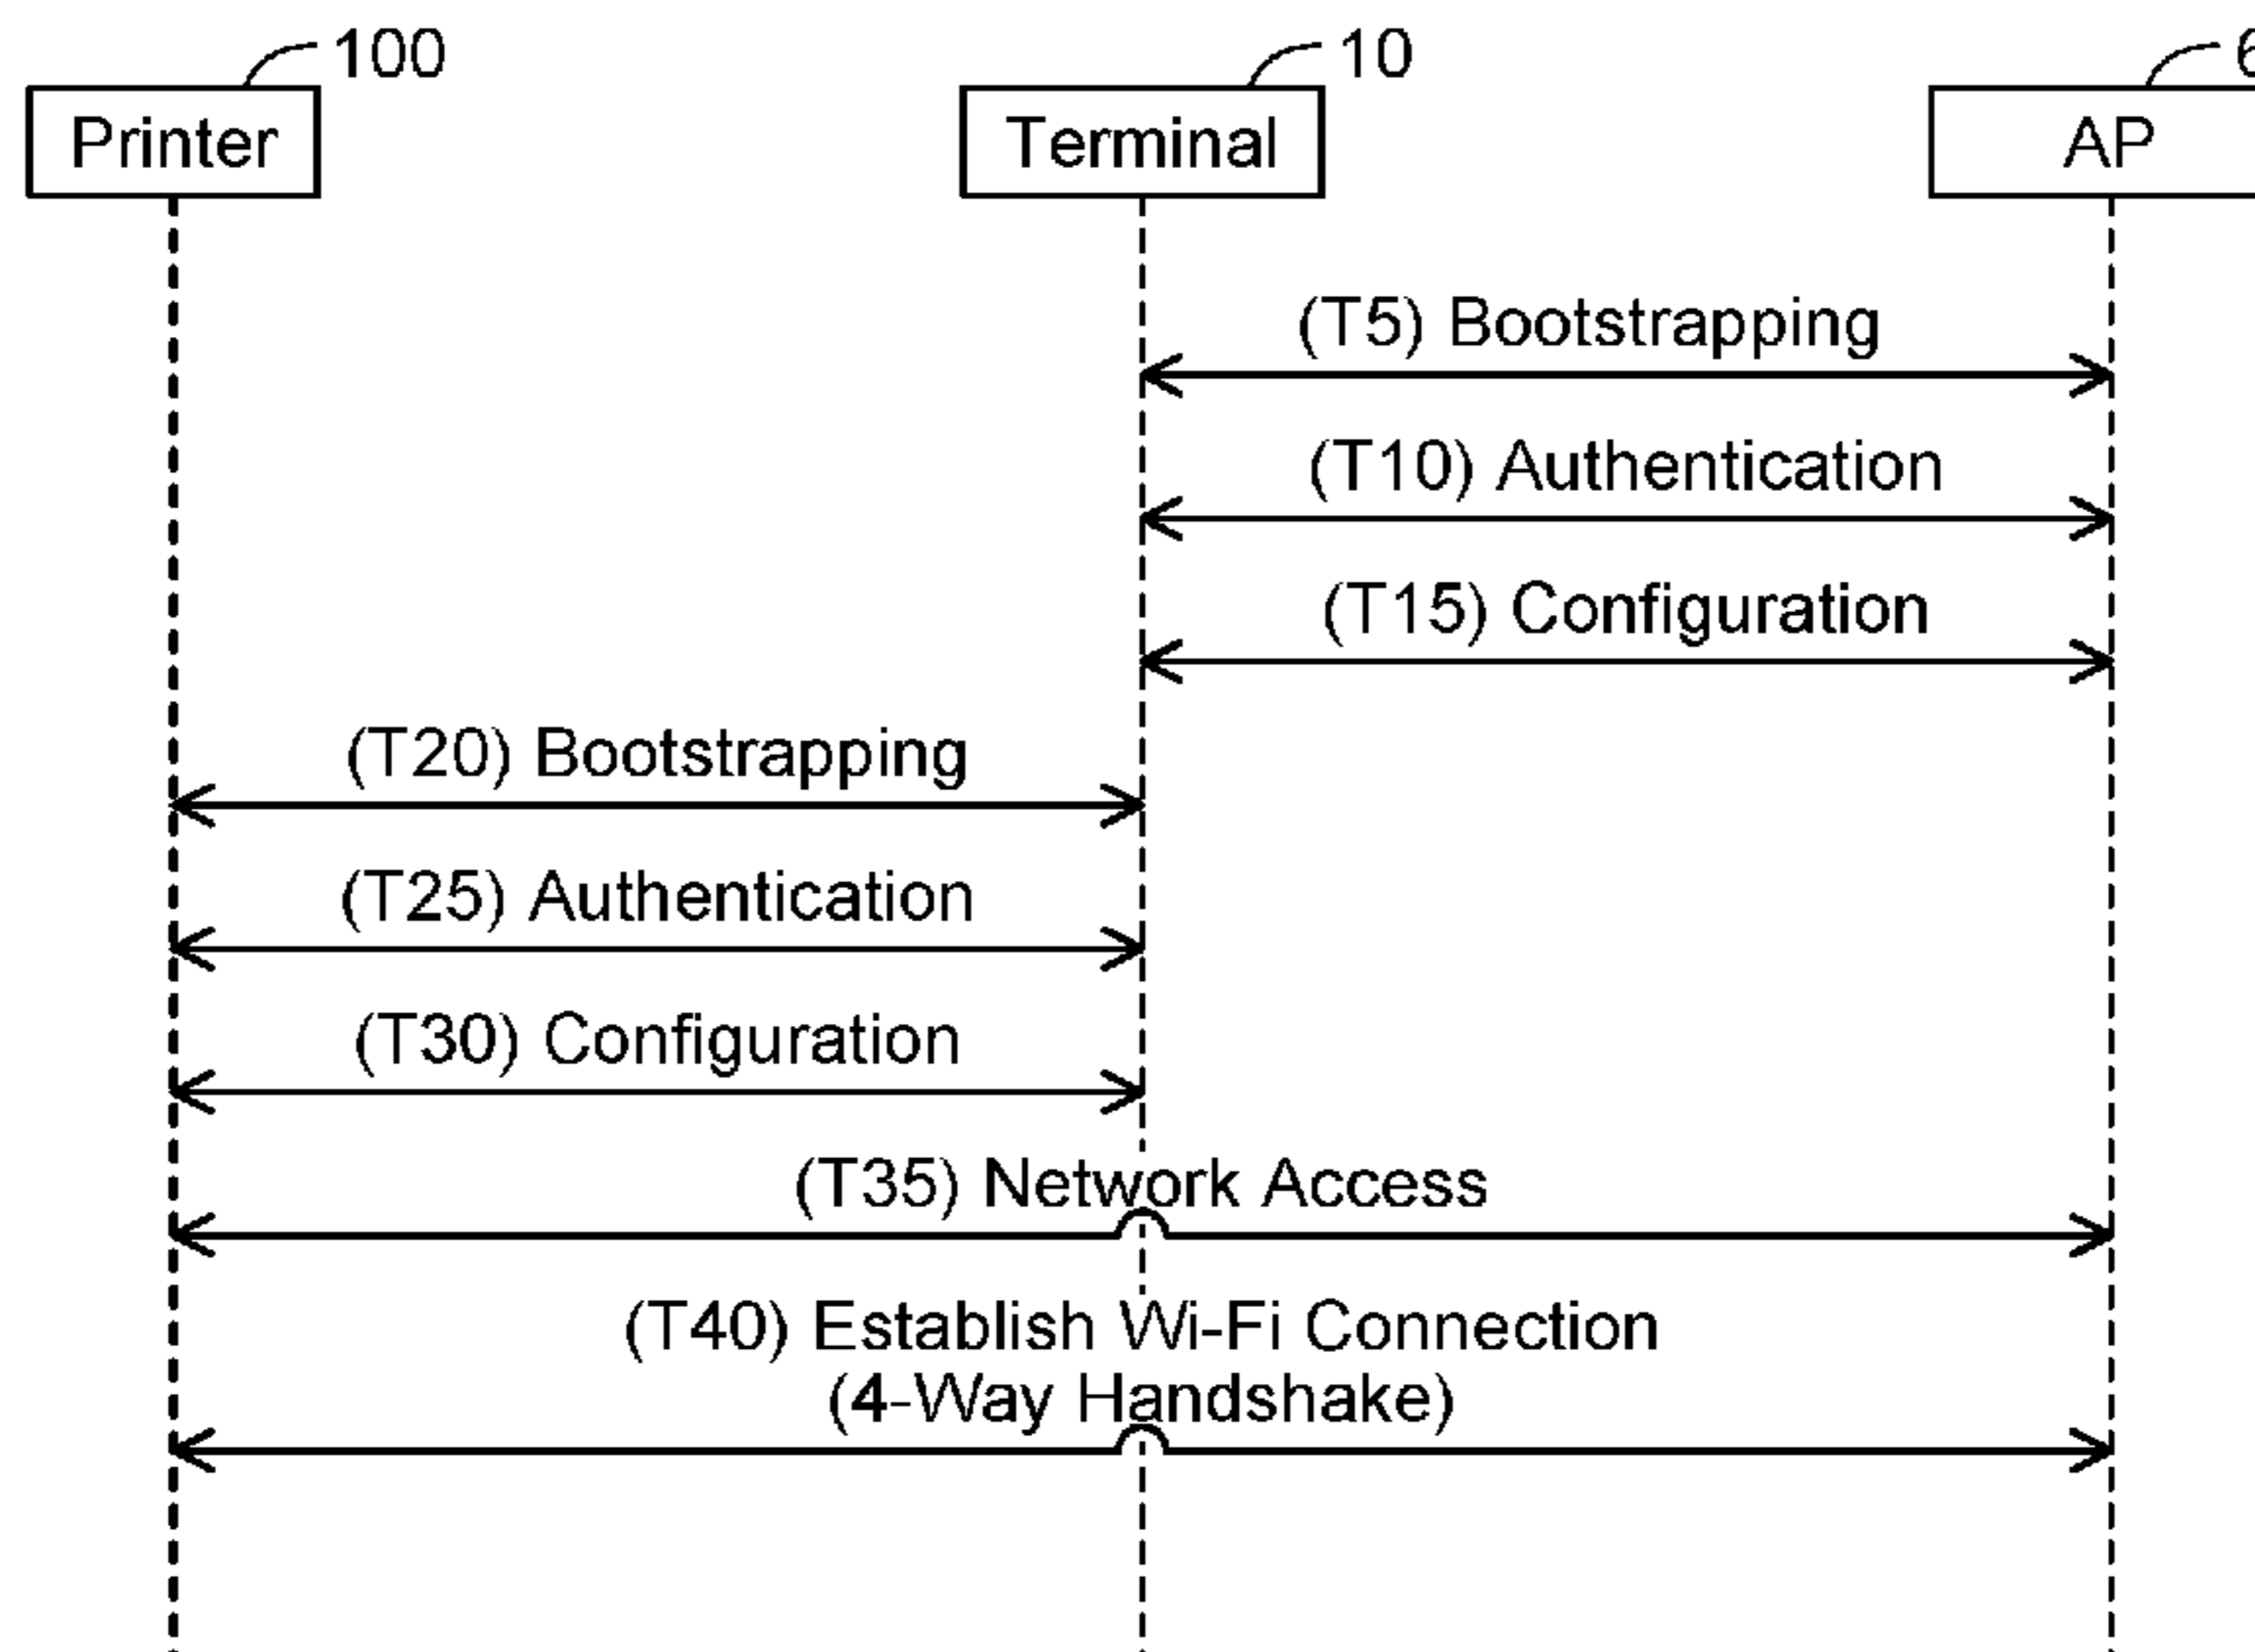 100
10
6
Printer
Terminal
AP
(T5) Bootstrapping
(T10) Authentication
(T15) Configuration
(T20) Bootstrapping
(T25) Authentication
(T30) Configuration
(T35) Network Access
(T40) Establish Wi-Fi Connection
(4-Way Handshake)